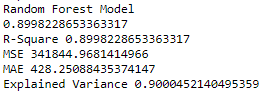 Random Forest Model
0.8998228653363317
R-Square 0.8998228653363317
MSE 341844.9681414966
MAE 428.25088435374147
Explained Variance 0.9000452140495359